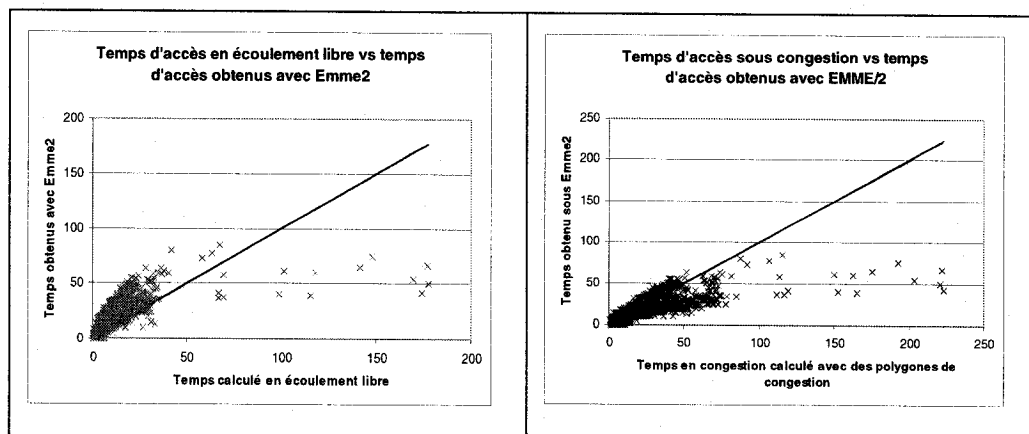 Temps d'accès en écoulement libre vs temps
d'accès obtenus avec Emme2
Temps obtenus avec Emme2
200
150
100
50
0
0 50 100 150 200
Temps calculé en écoulement libre
Temps d'accès sous congestion vs temps
d'accès obtenus avec EMME/2
Temps obtenu sous Emme2
250
200
150
100
50
0
0 50 100 150 200 250
Temps en congestion calculé avec des polygones de
congestion